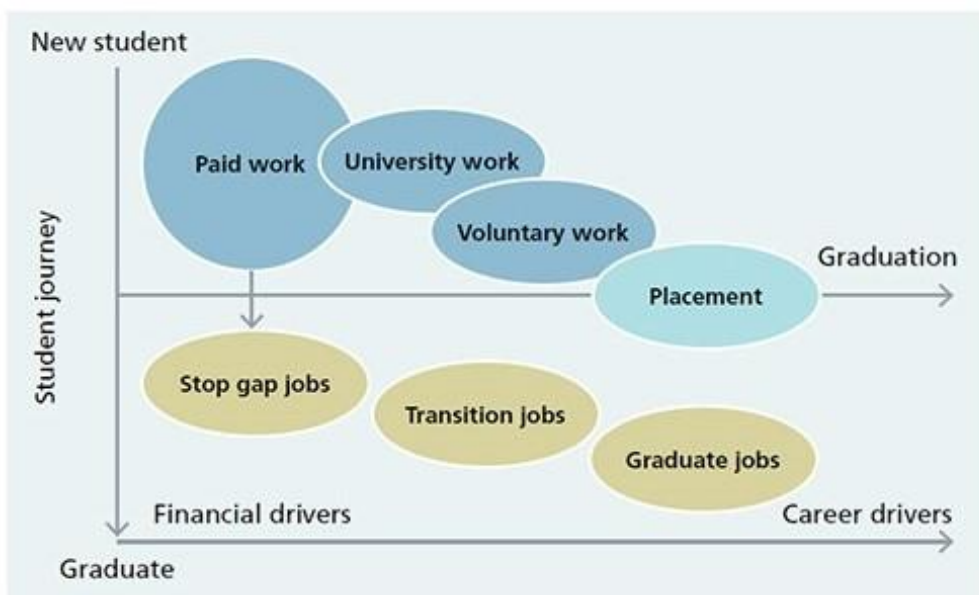 New student
Paid work
University work
Voluntary work
Graduation
Placement
Student journey
Stop gap jobs
Transition jobs
Graduate jobs
Financial drivers
Career drivers
Graduate